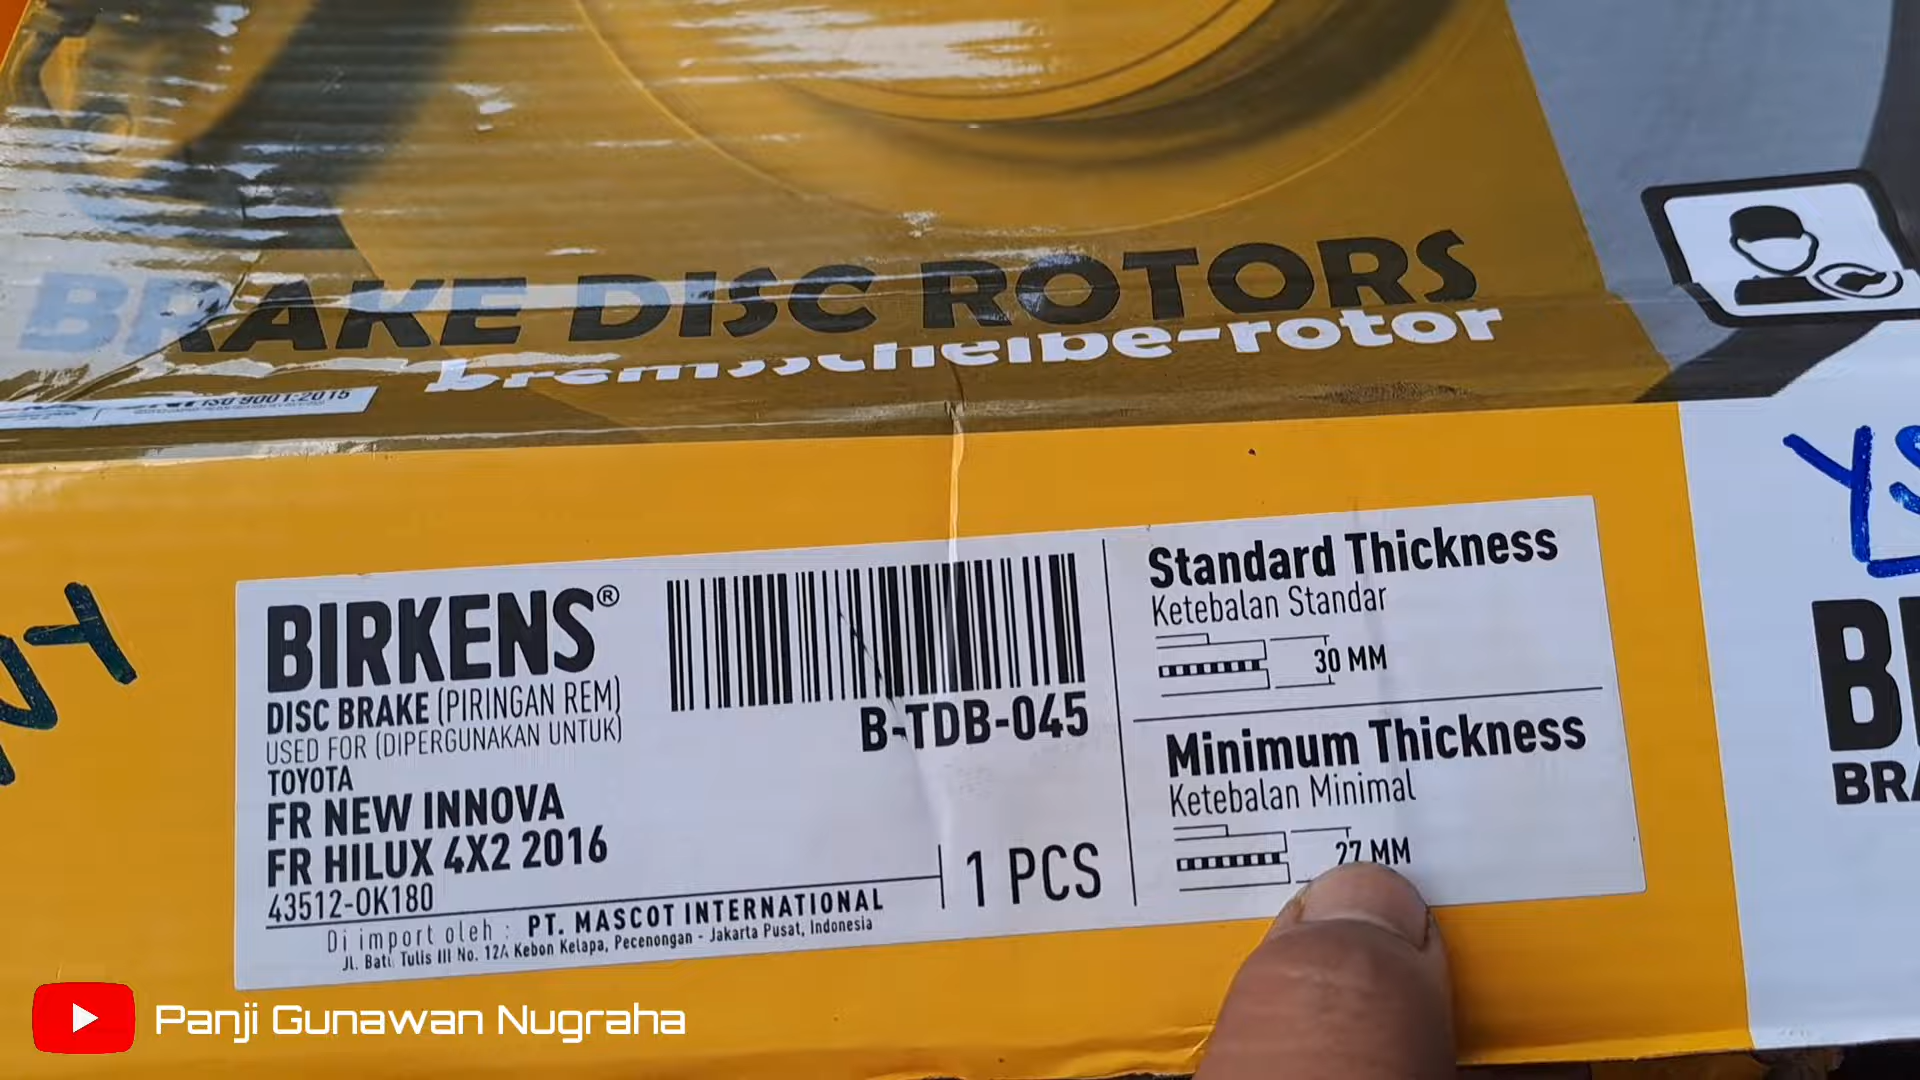 BRAKE DISC ROTORS
bremsscheibe-rotor
ISO 9001:2015
BIRKENS®
DISC BRAKE (PIRINGAN REM)
USED FOR (DIPERGUNAKAN UNTUK)
TOYOTA
FR NEW INNOVA
FR HILUX 4X2 2016
43512-0K180
B-TDB-045
1 PCS
Di import oleh : PT. MASCOT INTERNATIONAL
Jl. Batu Tulis III No. 12A Kebon Kelapa, Pecenongan - Jakarta Pusat, Indonesia
Standard Thickness
Ketebalan Standar
30 MM
Minimum Thickness
Ketebalan Minimal
27 MM
Panji Gunawan Nugraha